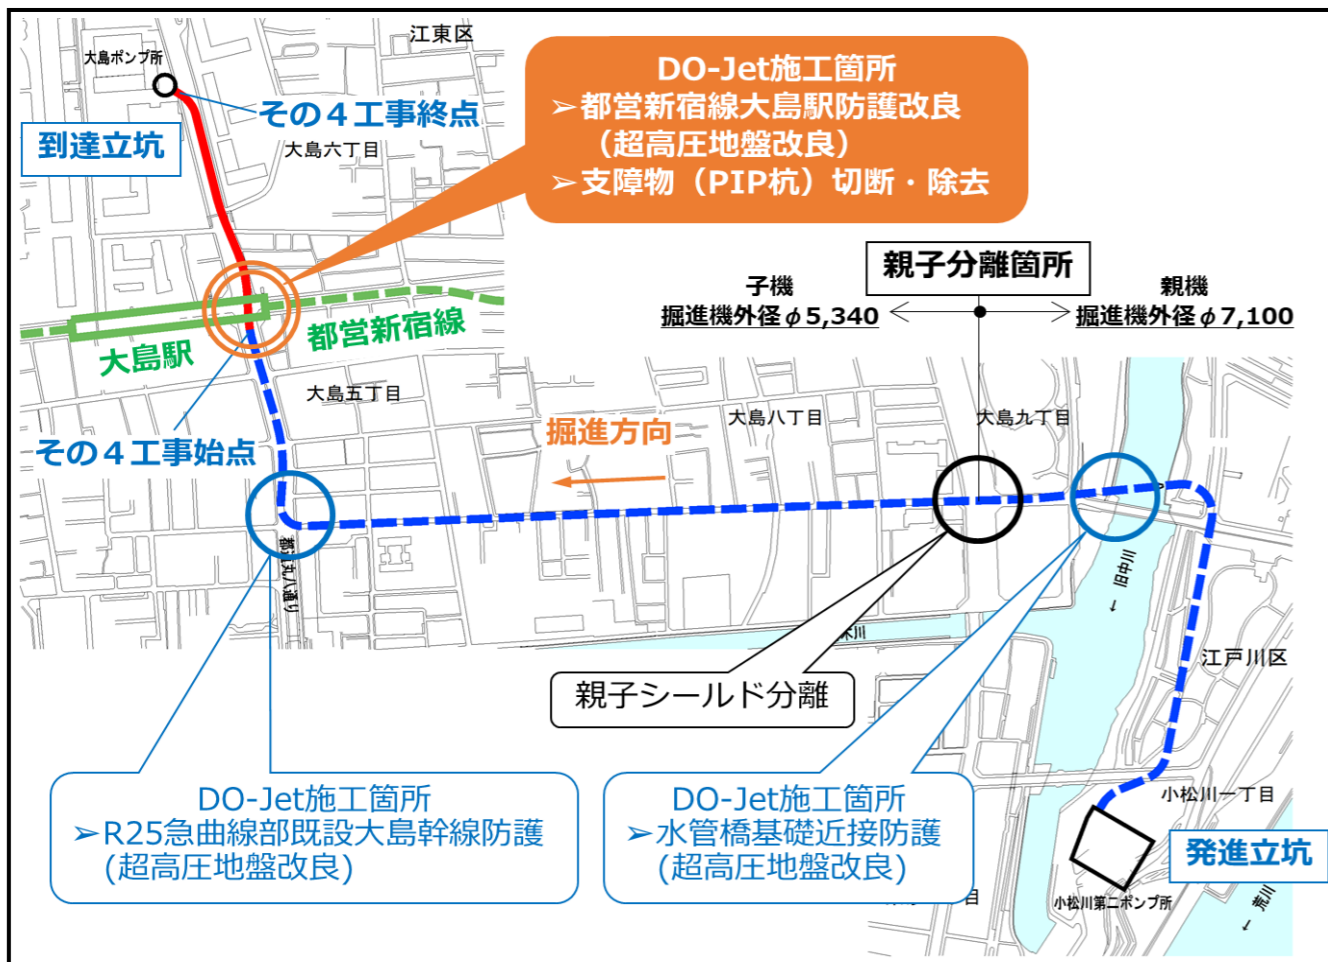 江東区
大島ポンプ所
その４工事終点
到達立坑
大島六丁目
DO-Jet施工箇所
➢都営新宿線大島駅防護改良
（超高圧地盤改良）
➢支障物（PIP杭）切断・除去
親子分離箇所
子機
掘進機外径φ5,340
親機
掘進機外径φ7,100
都営新宿線
大島駅
大島五丁目
大島八丁目
大島九丁目
その４工事始点
掘進方向
都道丸八通り
旧中川
→
江戸川区
親子シールド分離
DO-Jet施工箇所
➢R25急曲線部既設大島幹線防護
(超高圧地盤改良)
DO-Jet施工箇所
➢水管橋基礎近接防護
(超高圧地盤改良)
小松川一丁目
発進立坑
小松川第二ポンプ所
荒川
→
丁目